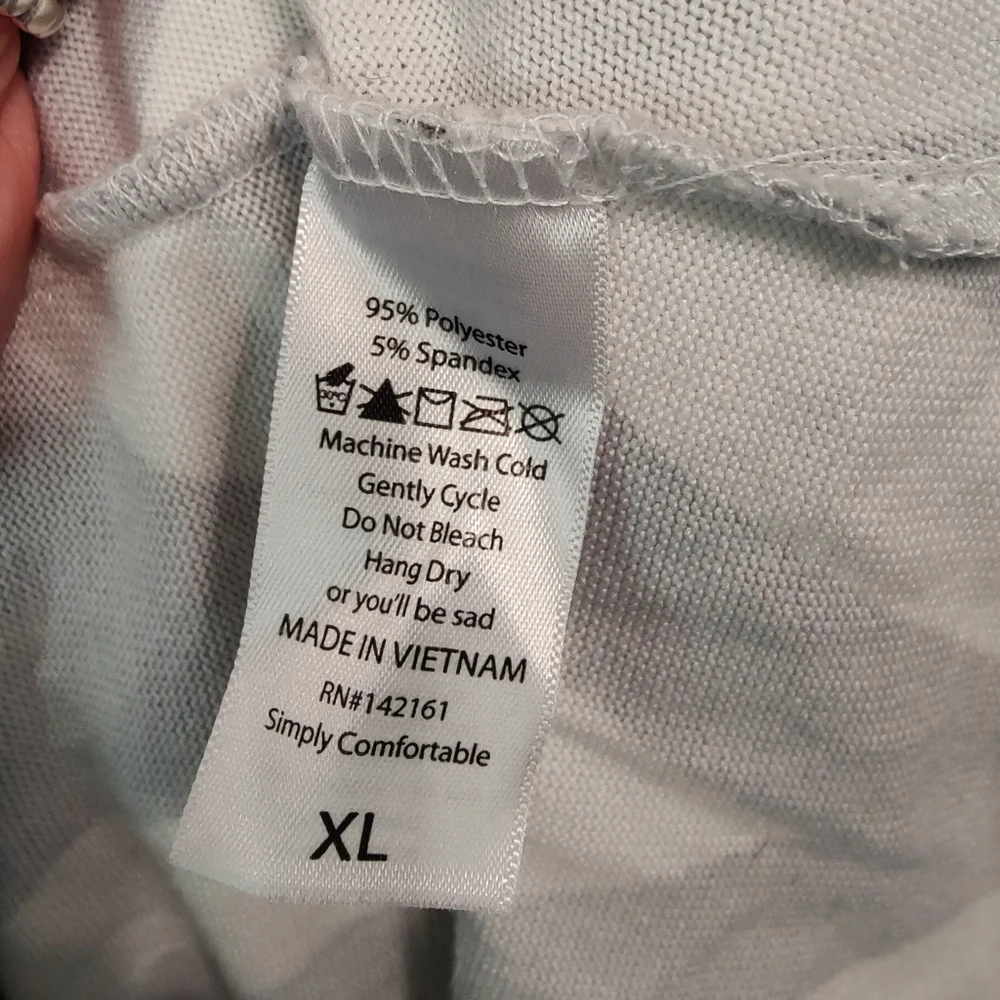 95% Polyester
5% Spandex
30°C
Machine Wash Cold
Gently Cycle
Do Not Bleach
Hang Dry
or you'll be sad
MADE IN VIETNAM
RN#142161
Simply Comfortable
XL